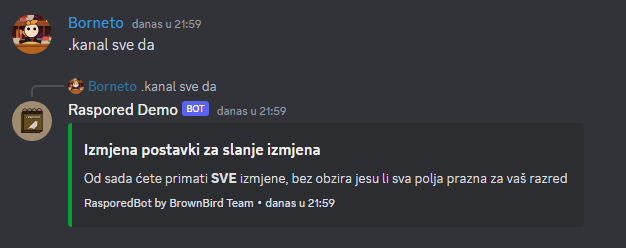 Borneto danas u 21:59
.kanal sve da
Borneto .kanal sve da
Raspored Demo BOT danas u 21:59
Izmjena postavki za slanje izmjena
Od sada ćete primati SVE izmjene, bez obzira jesu li sva polja prazna za vaš razred
RasporedBot by BrownBird Team • danas u 21:59